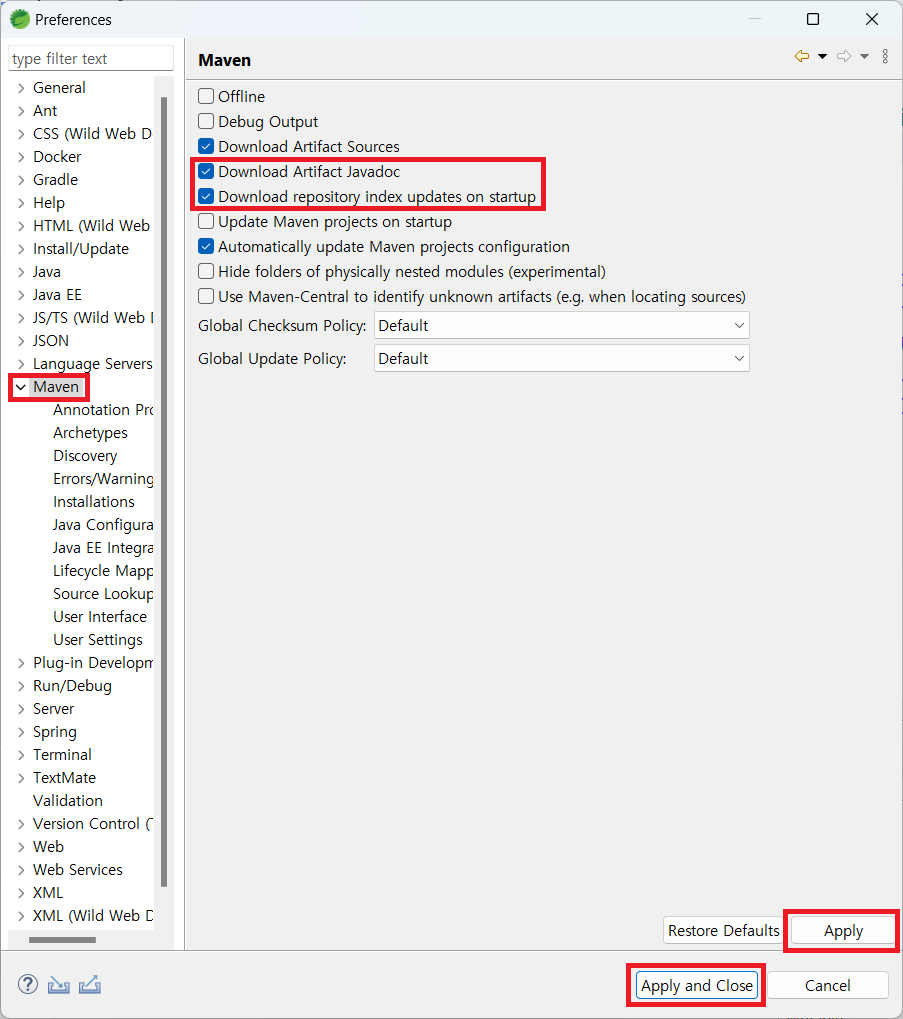 Preferences
type filter text
General
Ant
CSS (Wild Web D
Docker
Gradle
Help
HTML (Wild Web
Install/Update
Java
Java EE
JS/TS (Wild Web
JSON
Language Servers
Maven
Annotation Pro
Archetypes
Discovery
Errors/Warning
Installations
Java Configura
Java EE Integra
Lifecycle Mapp
Source Lookup
User Interface
User Settings
Plug-in Developm
Run/Debug
Server
Spring
Terminal
TextMate
Validation
Version Control (T
Web
Web Services
XML
XML (Wild Web D
Maven
Offline
Debug Output
Download Artifact Sources
Download Artifact Javadoc
Download repository index updates on startup
Update Maven projects on startup
Automatically update Maven projects configuration
Hide folders of physically nested modules (experimental)
Use Maven-Central to identify unknown artifacts (e.g. when locating sources)
Global Checksum Policy: Default
Global Update Policy: Default
Restore Defaults Apply
? Apply and Close Cancel